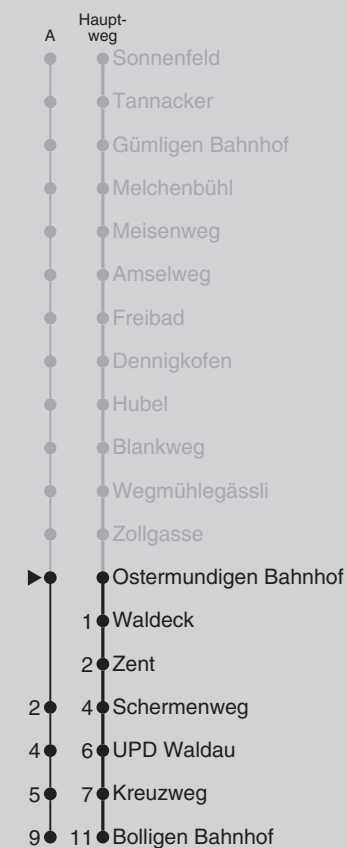 Haupt-
A weg
Sonnenfeld
Tannacker
Gümligen Bahnhof
Melchenbühl
Meisenweg
Amselweg
Freibad
Dennigkofen
Hubel
Blankweg
Wegmühlegässli
Zollgasse
Ostermundigen Bahnhof
1 Waldeck
2 Zent
2 4 Schermenweg
4 6 UPD Waldau
5 7 Kreuzweg
9 11 Bolligen Bahnhof